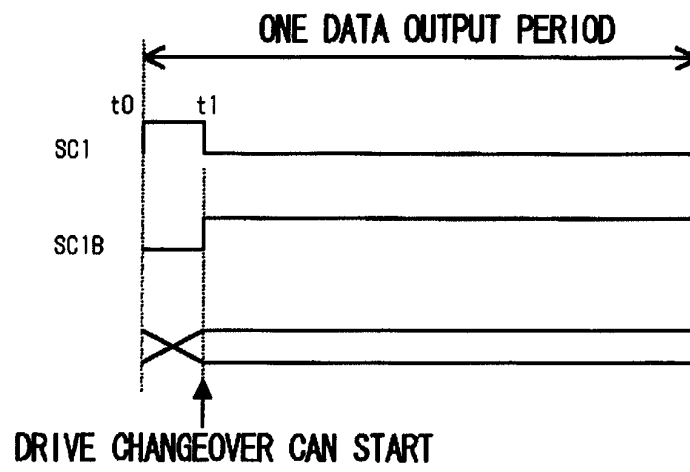 ONE DATA OUTPUT PERIOD
t0 t1
SC1
SC1B
DRIVE CHANGEOVER CAN START